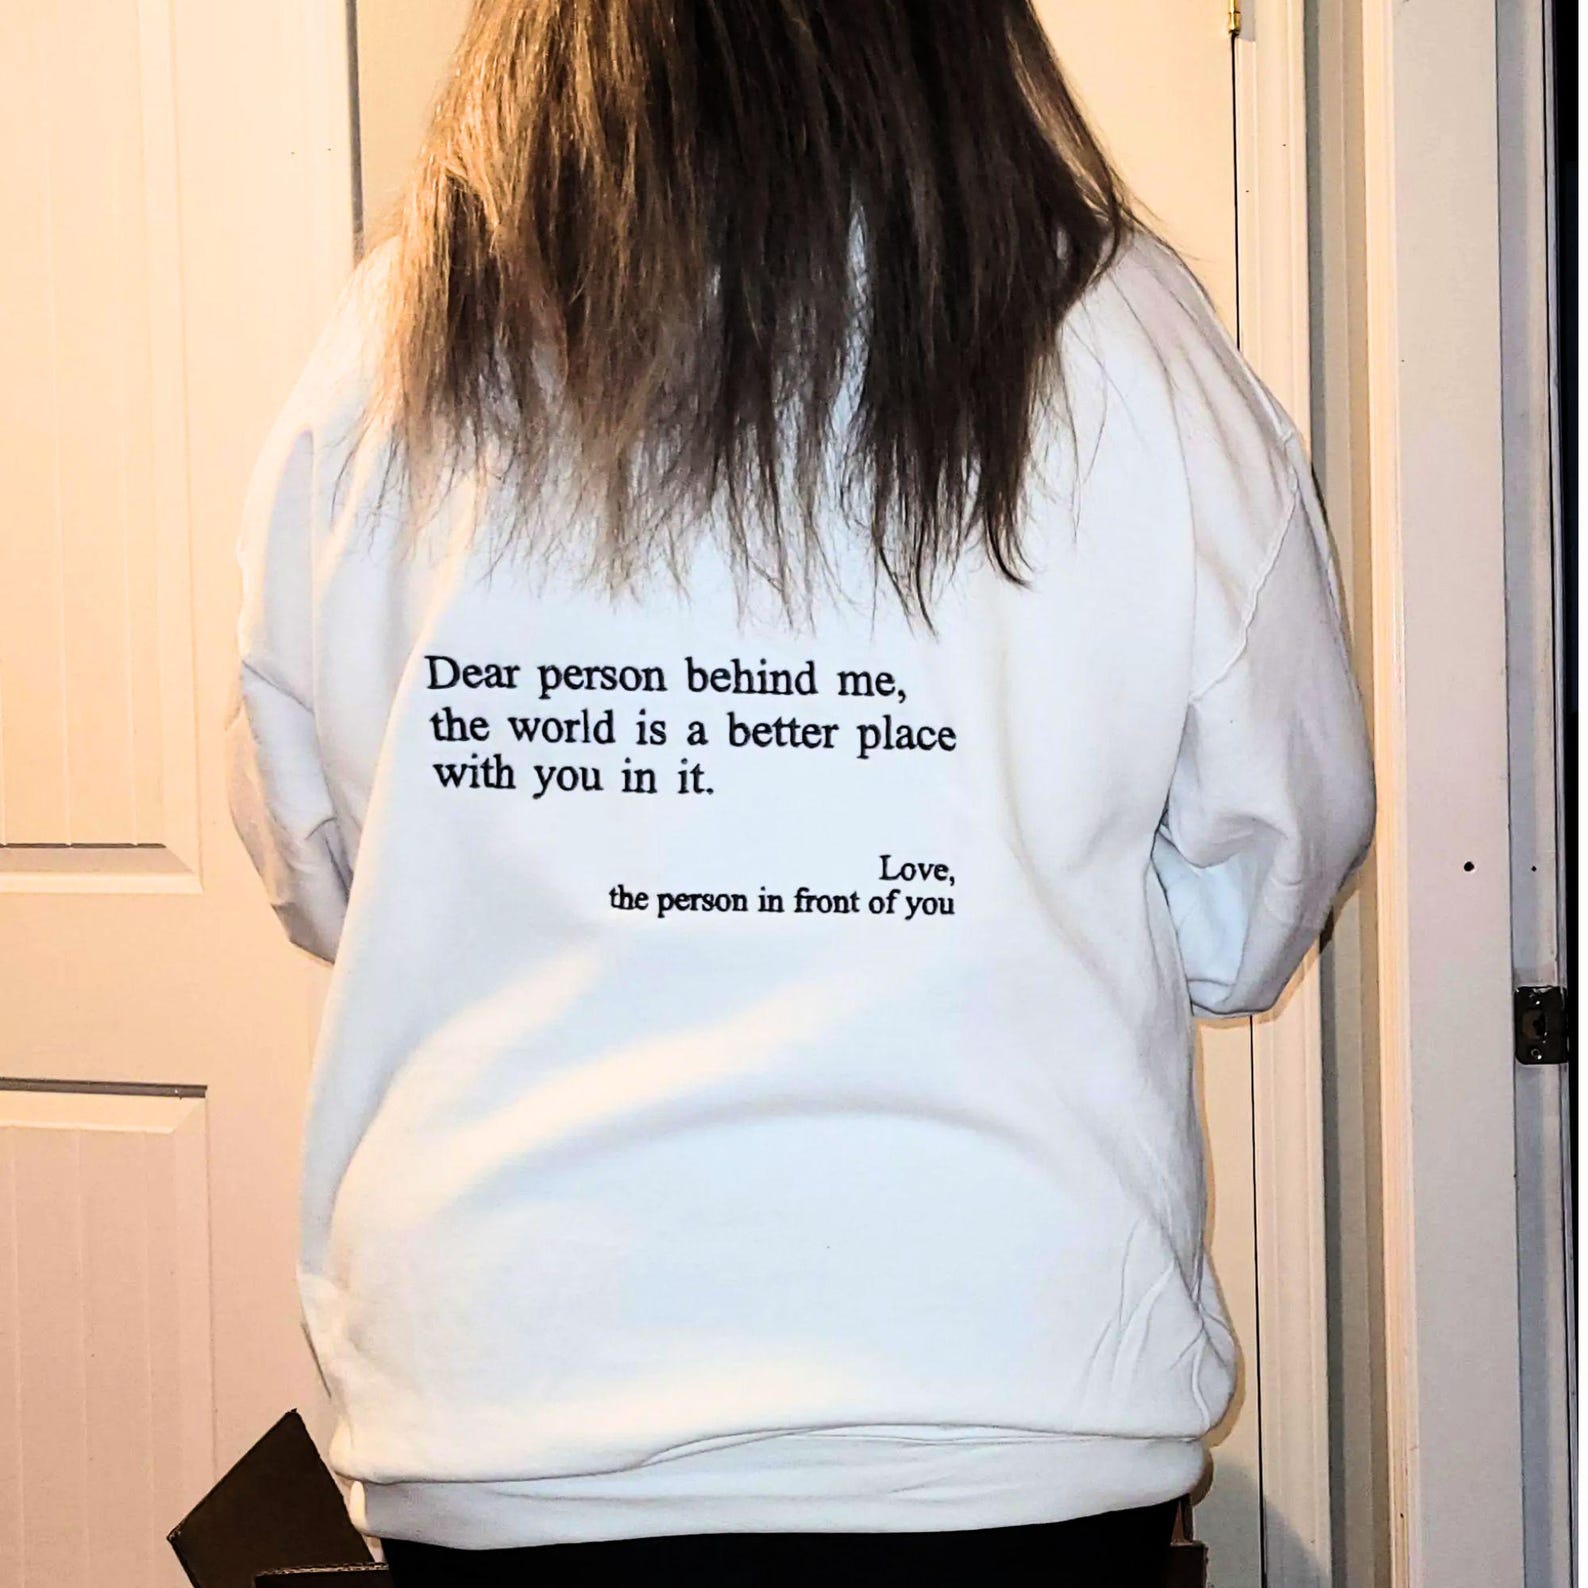 Dear person behind me,
the world is a better place
with you in it.
Love,
the person in front of you